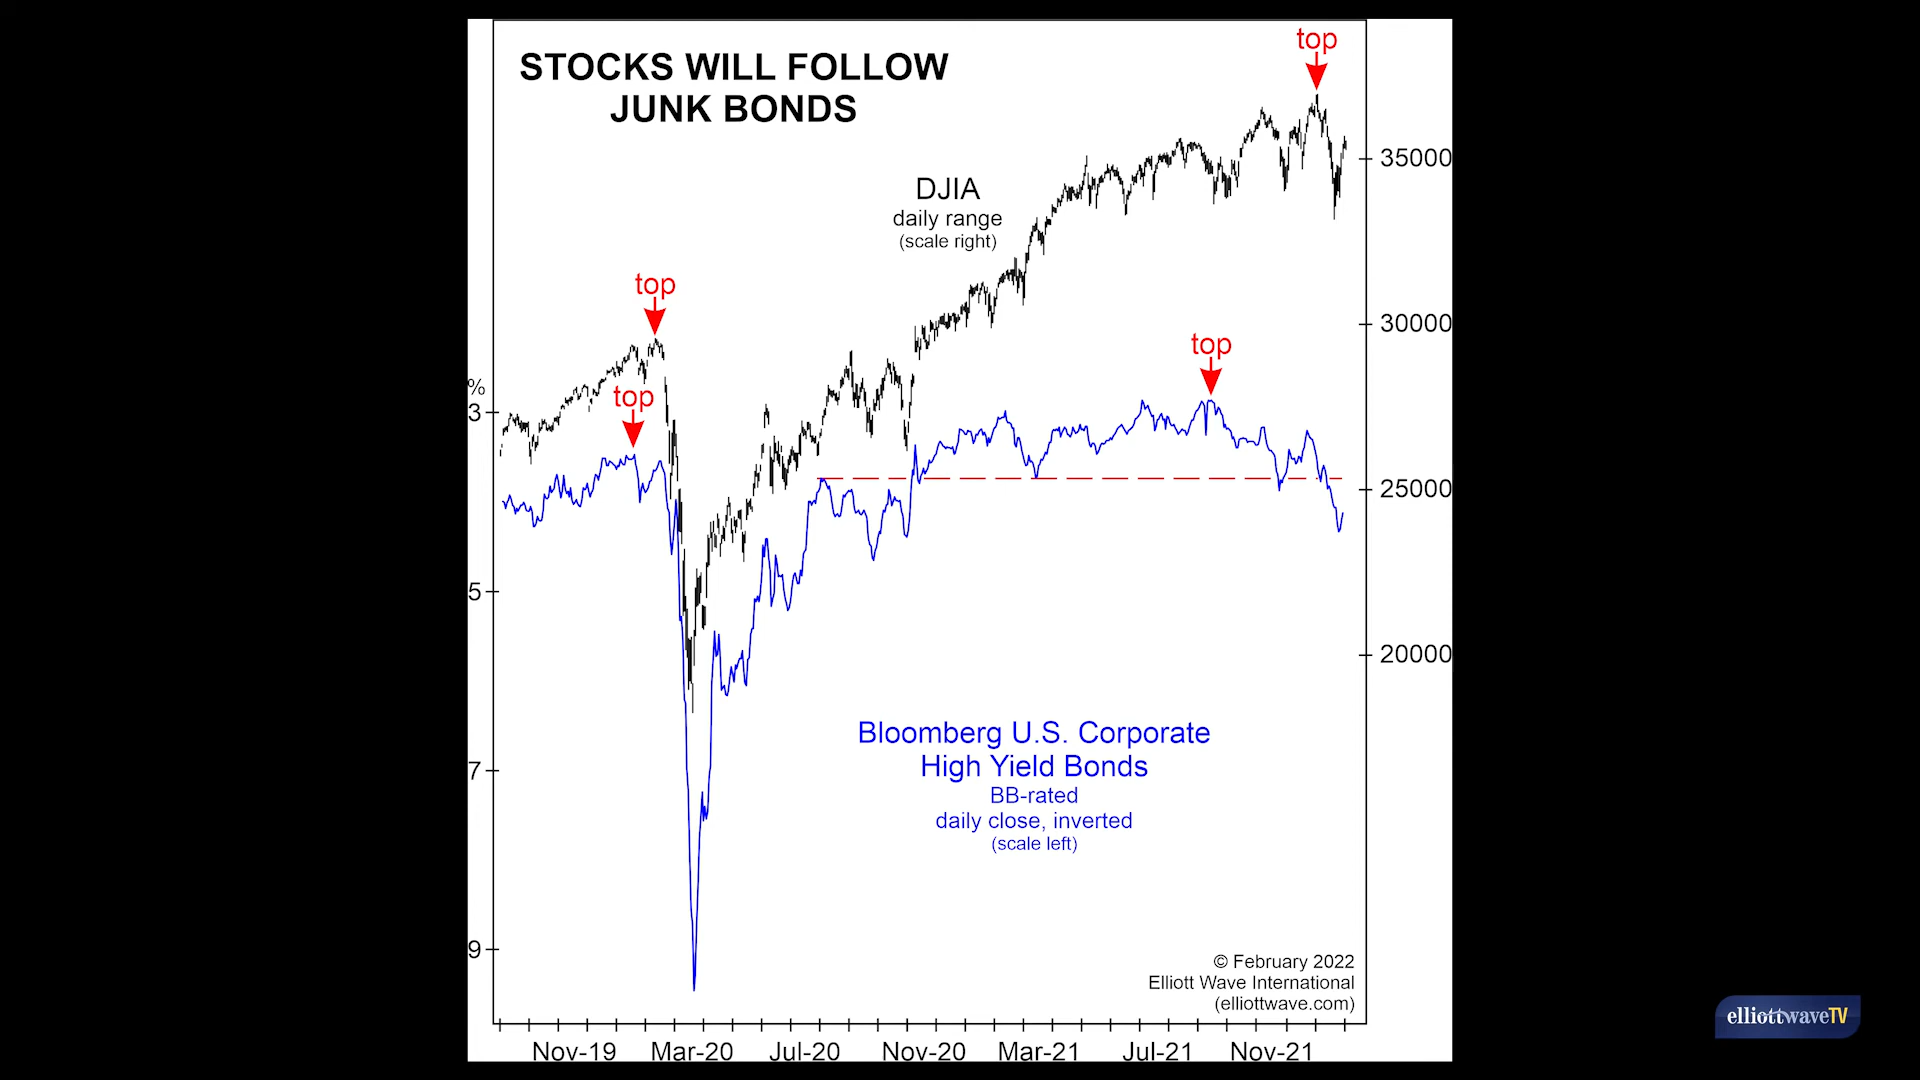 STOCKS WILL FOLLOW
JUNK BONDS
top
DJIA
daily range
(scale right)
35000
top
30000
top
%
top
3
25000
5
20000
Bloomberg U.S. Corporate
High Yield Bonds
BB-rated
daily close, inverted
(scale left)
7
9
© February 2022
Elliott Wave International
(elliottwave.com)
Nov-19 Mar-20 Jul-20 Nov-20 Mar-21 Jul-21 Nov-21
elliottwaveTV